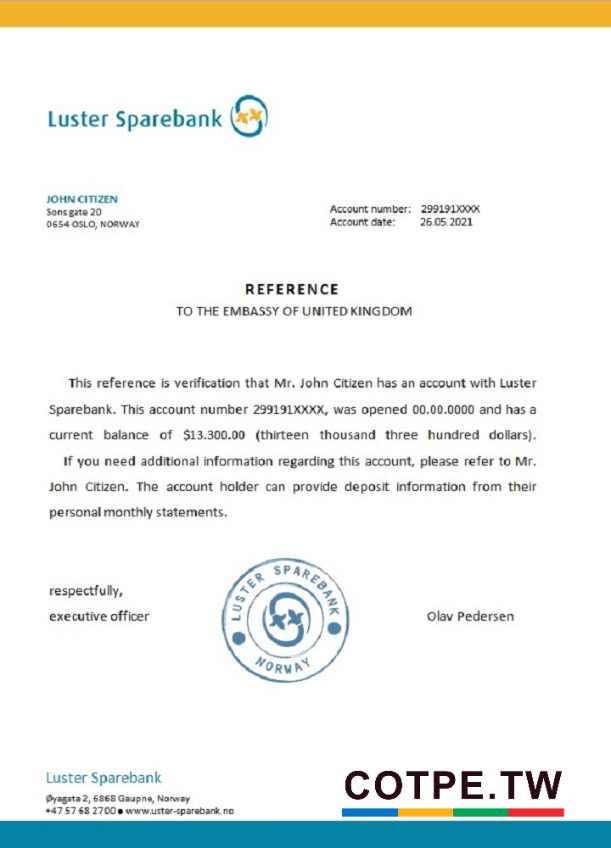 Luster Sparebank
JOHN CITIZEN
Sons gate 20
0654 OSLO, NORWAY
Account number: 299191XXXX
Account date: 26.05.2021
REFERENCE
TO THE EMBASSY OF UNITED KINGDOM
This reference is verification that Mr. John Citizen has an account with Luster
Sparebank. This account number 299191XXXX, was opened 00.00.0000 and has a
current balance of $13.300.00 (thirteen thousand three hundred dollars).
If you need additional information regarding this account, please refer to Mr.
John Citizen. The account holder can provide deposit information from their
personal monthly statements.
respectfully,
executive officer
LUSTER SPAREBANK
NORWAY
Olav Pedersen
Luster Sparebank
Øyagata 2, 6868 Gaupne, Norway
+47 57 68 2700 ● www.uster-sparebank.no
COTPE.TW